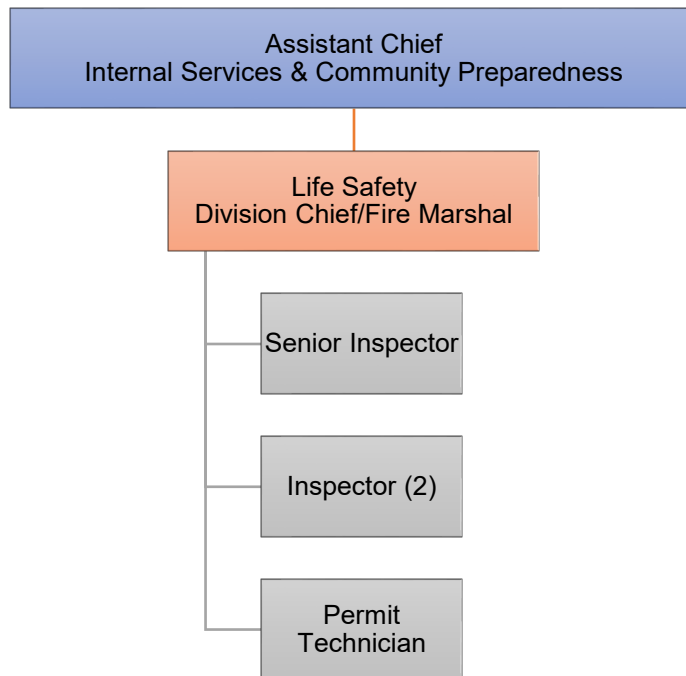 Assistant Chief
Internal Services & Community Preparedness
Life Safety
Division Chief/Fire Marshal
Senior Inspector
Inspector (2)
Permit
Technician